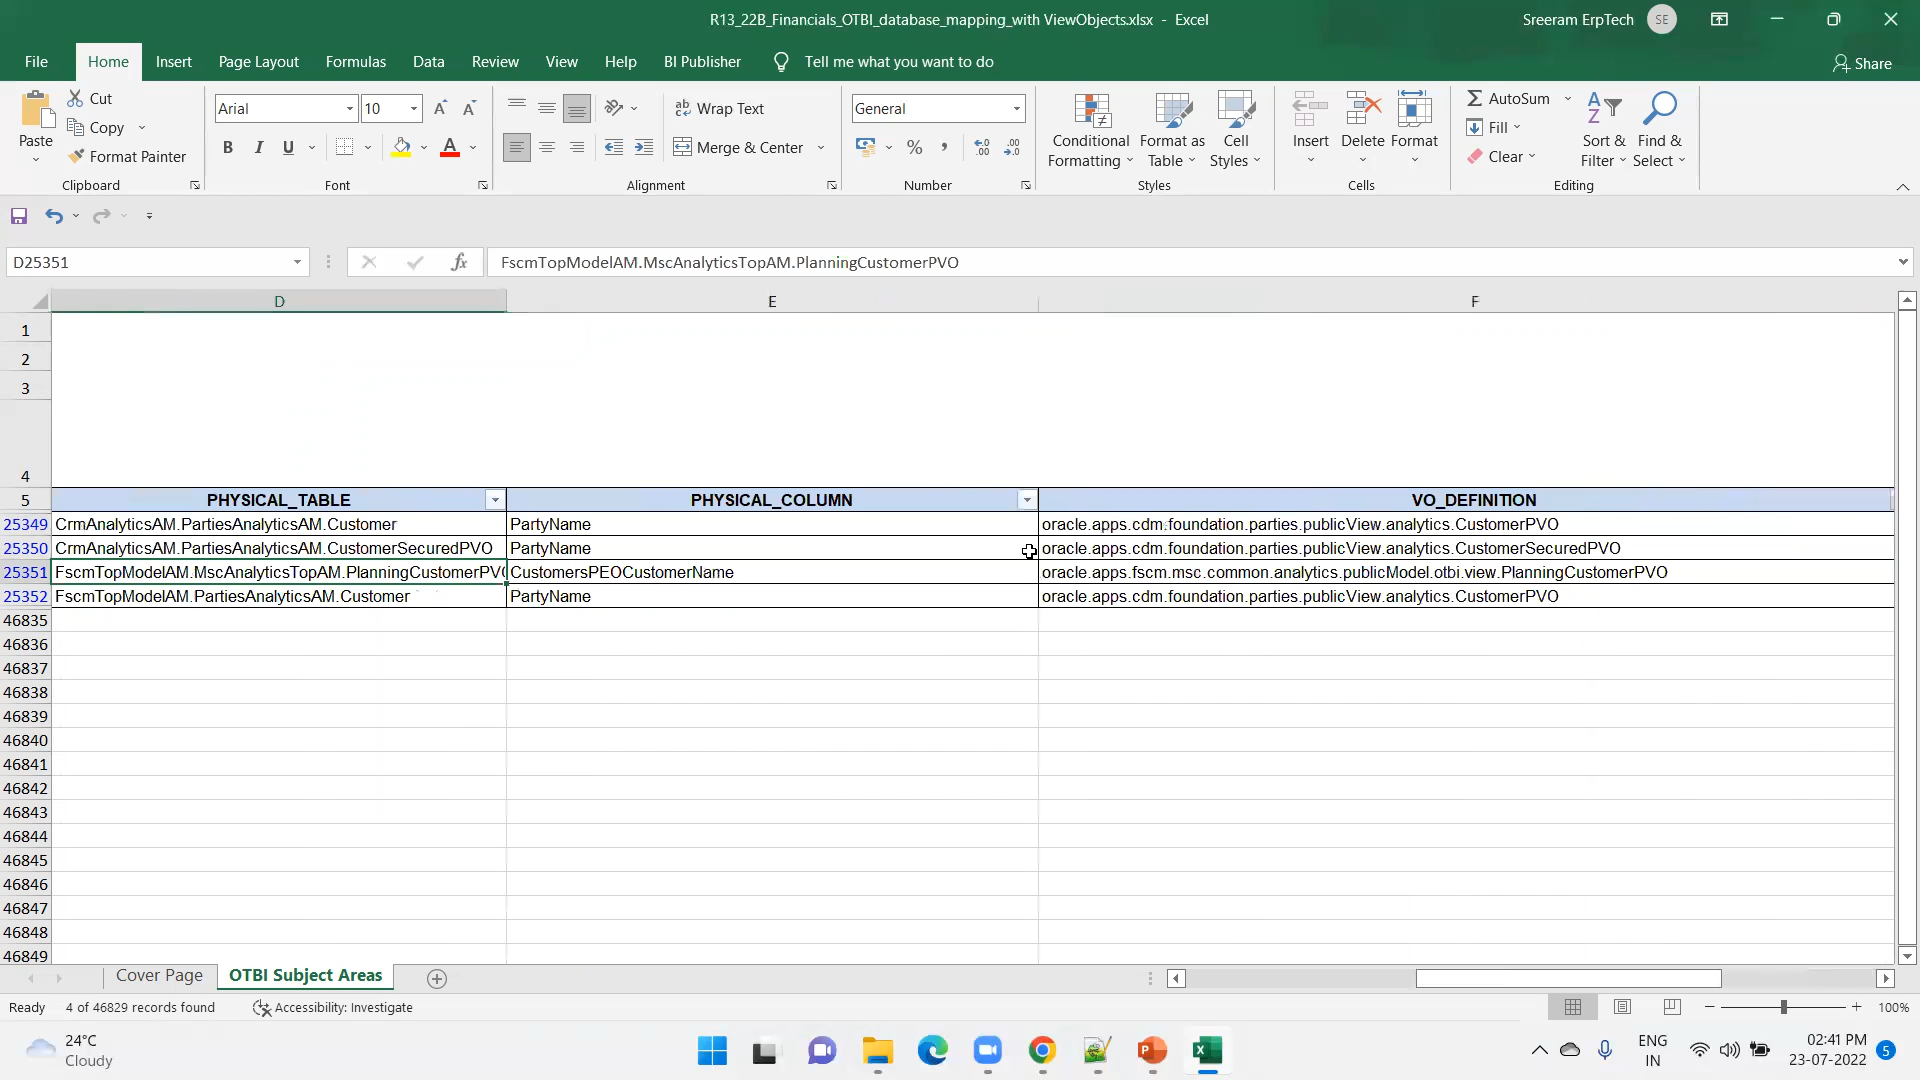 R13_22B_Financials_OTBI_database_mapping_with ViewObjects.xlsx - Excel
Sreeram ErpTech
SE
File
Home
Insert
Page Layout
Formulas
Data
Review
View
Help
BI Publisher
Tell me what you want to do
Share
Paste
Cut
Copy
Format Painter
Clipboard
Arial
10
B I U
A
Font
Wrap Text
Merge & Center
Alignment
General
%
Number
Conditional Formatting
Format as Table
Cell Styles
Styles
Insert
Delete
Format
Cells
AutoSum
Fill
Clear
Sort & Filter
Find & Select
Editing
D25351
fx
FscmTopModelAM.MscAnalyticsTopAM.PlanningCustomerPVO
D E F
1
2
3
4
5 PHYSICAL_TABLE PHYSICAL_COLUMN VO_DEFINITION
25349 CrmAnalyticsAM.PartiesAnalyticsAM.Customer PartyName oracle.apps.cdm.foundation.parties.publicView.analytics.CustomerPVO
25350 CrmAnalyticsAM.PartiesAnalyticsAM.CustomerSecuredPVO PartyName oracle.apps.cdm.foundation.parties.publicView.analytics.CustomerSecuredPVO
25351 FscmTopModelAM.MscAnalyticsTopAM.PlanningCustomerPVO CustomersPEOCustomerName oracle.apps.fscm.msc.common.analytics.publicModel.otbi.view.PlanningCustomerPVO
25352 FscmTopModelAM.PartiesAnalyticsAM.Customer PartyName oracle.apps.cdm.foundation.parties.publicView.analytics.CustomerPVO
46835
46836
46837
46838
46839
46840
46841
46842
46843
46844
46845
46846
46847
46848
46849
Cover Page
OTBI Subject Areas
Ready
4 of 46829 records found
Accessibility: Investigate
100%
24°C
Cloudy
ENG
IN
02:41 PM
23-07-2022
5